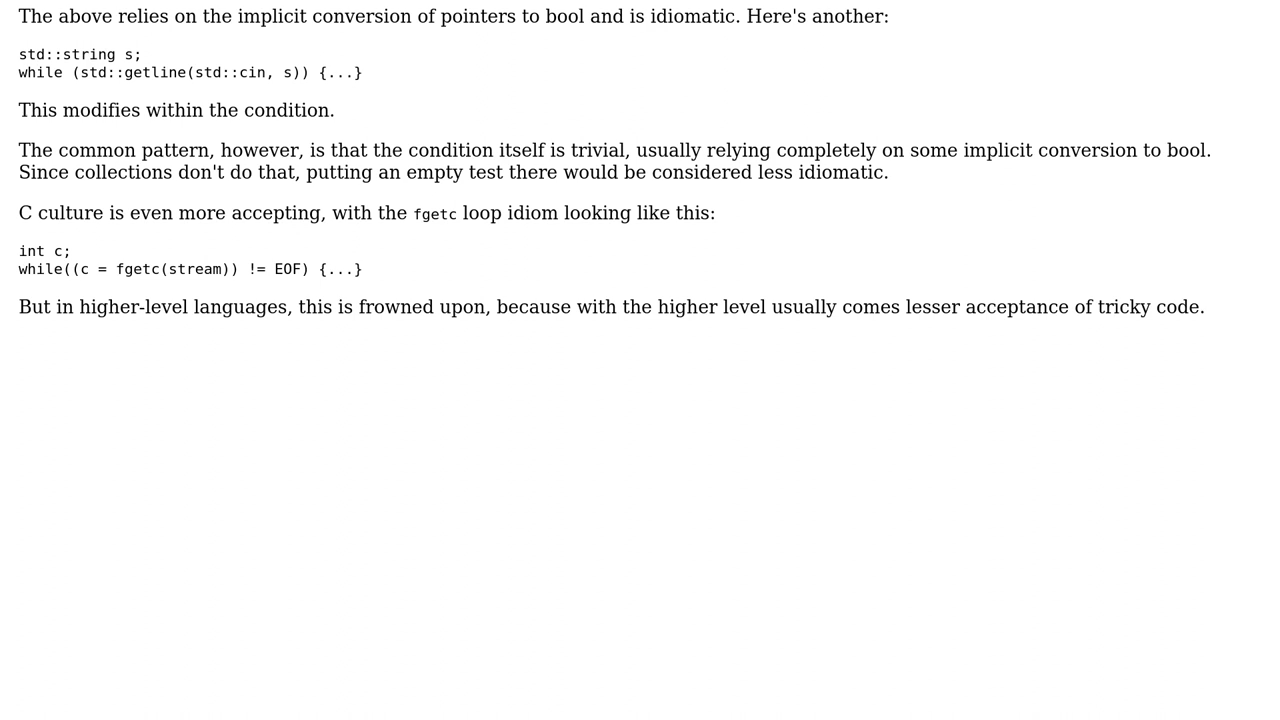 The above relies on the implicit conversion of pointers to bool and is idiomatic. Here's another:
std::string s;
while (std::getline(std::cin, s)) {...}
This modifies within the condition.
The common pattern, however, is that the condition itself is trivial, usually relying completely on some implicit conversion to bool.
Since collections don't do that, putting an empty test there would be considered less idiomatic.
C culture is even more accepting, with the fgetc loop idiom looking like this:
int c;
while((c = fgetc(stream)) != EOF) {...}
But in higher-level languages, this is frowned upon, because with the higher level usually comes lesser acceptance of tricky code.